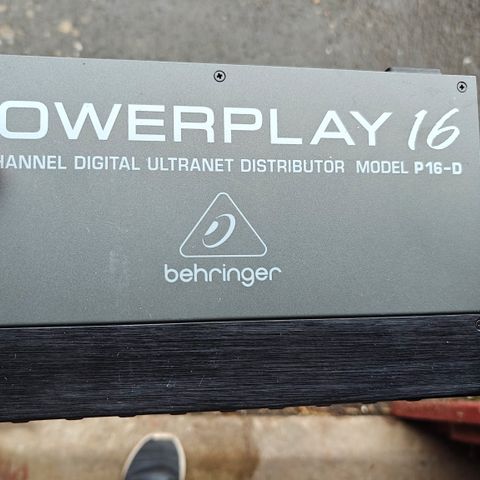 OWERPLAY 16
HANNEL DIGITAL ULTRANET DISTRIBUTOR MODEL P16-D
behringer